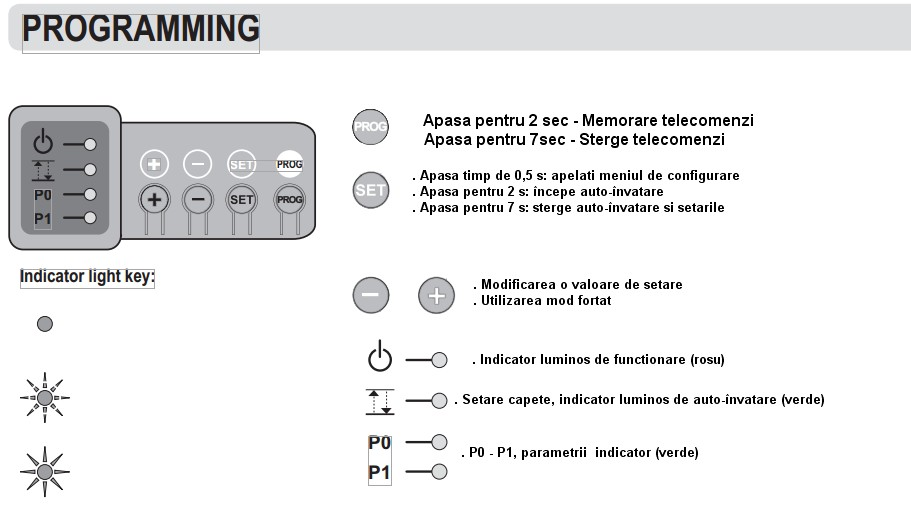 PROGRAMMING
P0
P1
+ - SET PROG
+ - SET PROG
PROG
Apasa pentru 2 sec - Memorare telecomenzi
Apasa pentru 7sec - Sterge telecomenzi
SET
. Apasa timp de 0,5 s: apelati meniul de configurare
. Apasa pentru 2 s: incepe auto-învatare
. Apasa pentru 7 s: sterge auto-învatare si setarile
Indicator light key:
- +
. Modificarea o valoare de setare
. Utilizarea mod fortat
. Indicator luminos de functionare (rosu)
. Setare capete, indicator luminos de auto-învatare (verde)
P0
P1
. P0 - P1, parametrii indicator (verde)